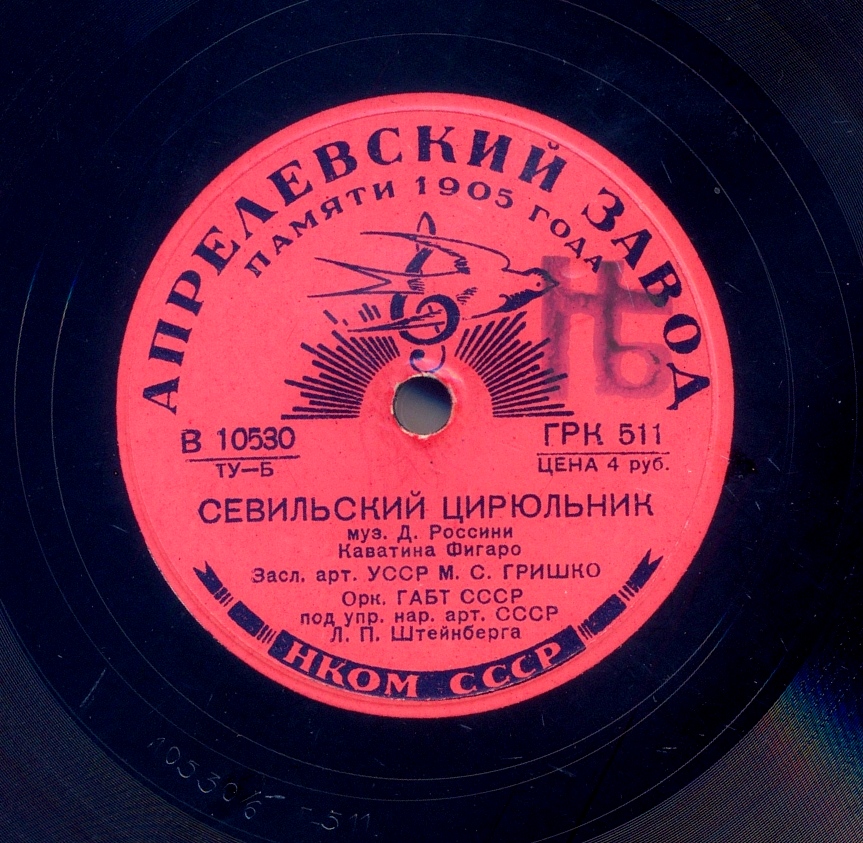 АПРЕЛЕВСКИЙ ЗАВОД
ПАМЯТИ 1905 ГОДА
В 10530
ТУ—Б
ГРК 511
ЦЕНА 4 руб.
СЕВИЛЬСКИЙ ЦИРЮЛЬНИК
муз. Д. Россини
Каватина Фигаро
Засл. арт. УССР М. С. ГРИШКО
Орк. ГАБТ СССР
под упр. нар. арт. СССР
Л. П. Штейнберга
НКОМ СССР